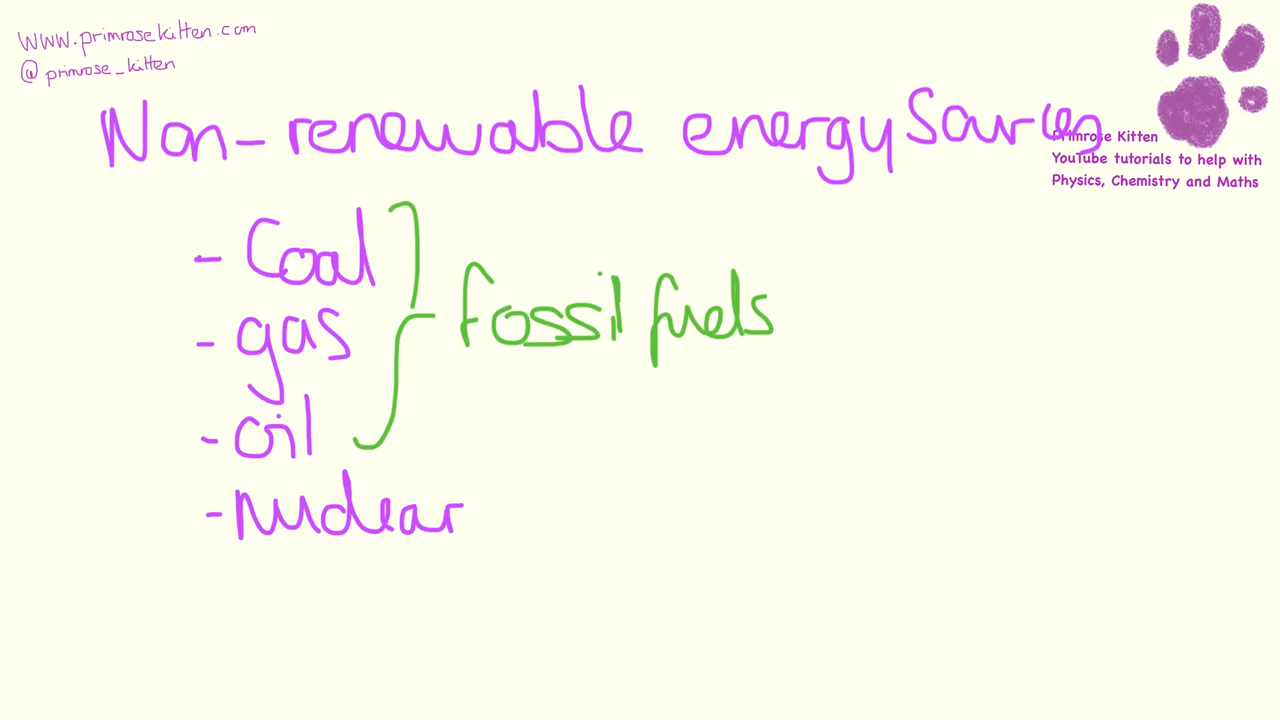 www.primrosekitten.com
@primrose_kitten
Non-renewable energy Sources
Primrose Kitten
YouTube tutorials to help with
Physics, Chemistry and Maths
- Coal
- gas
- oil
fossil fuels
- nuclear